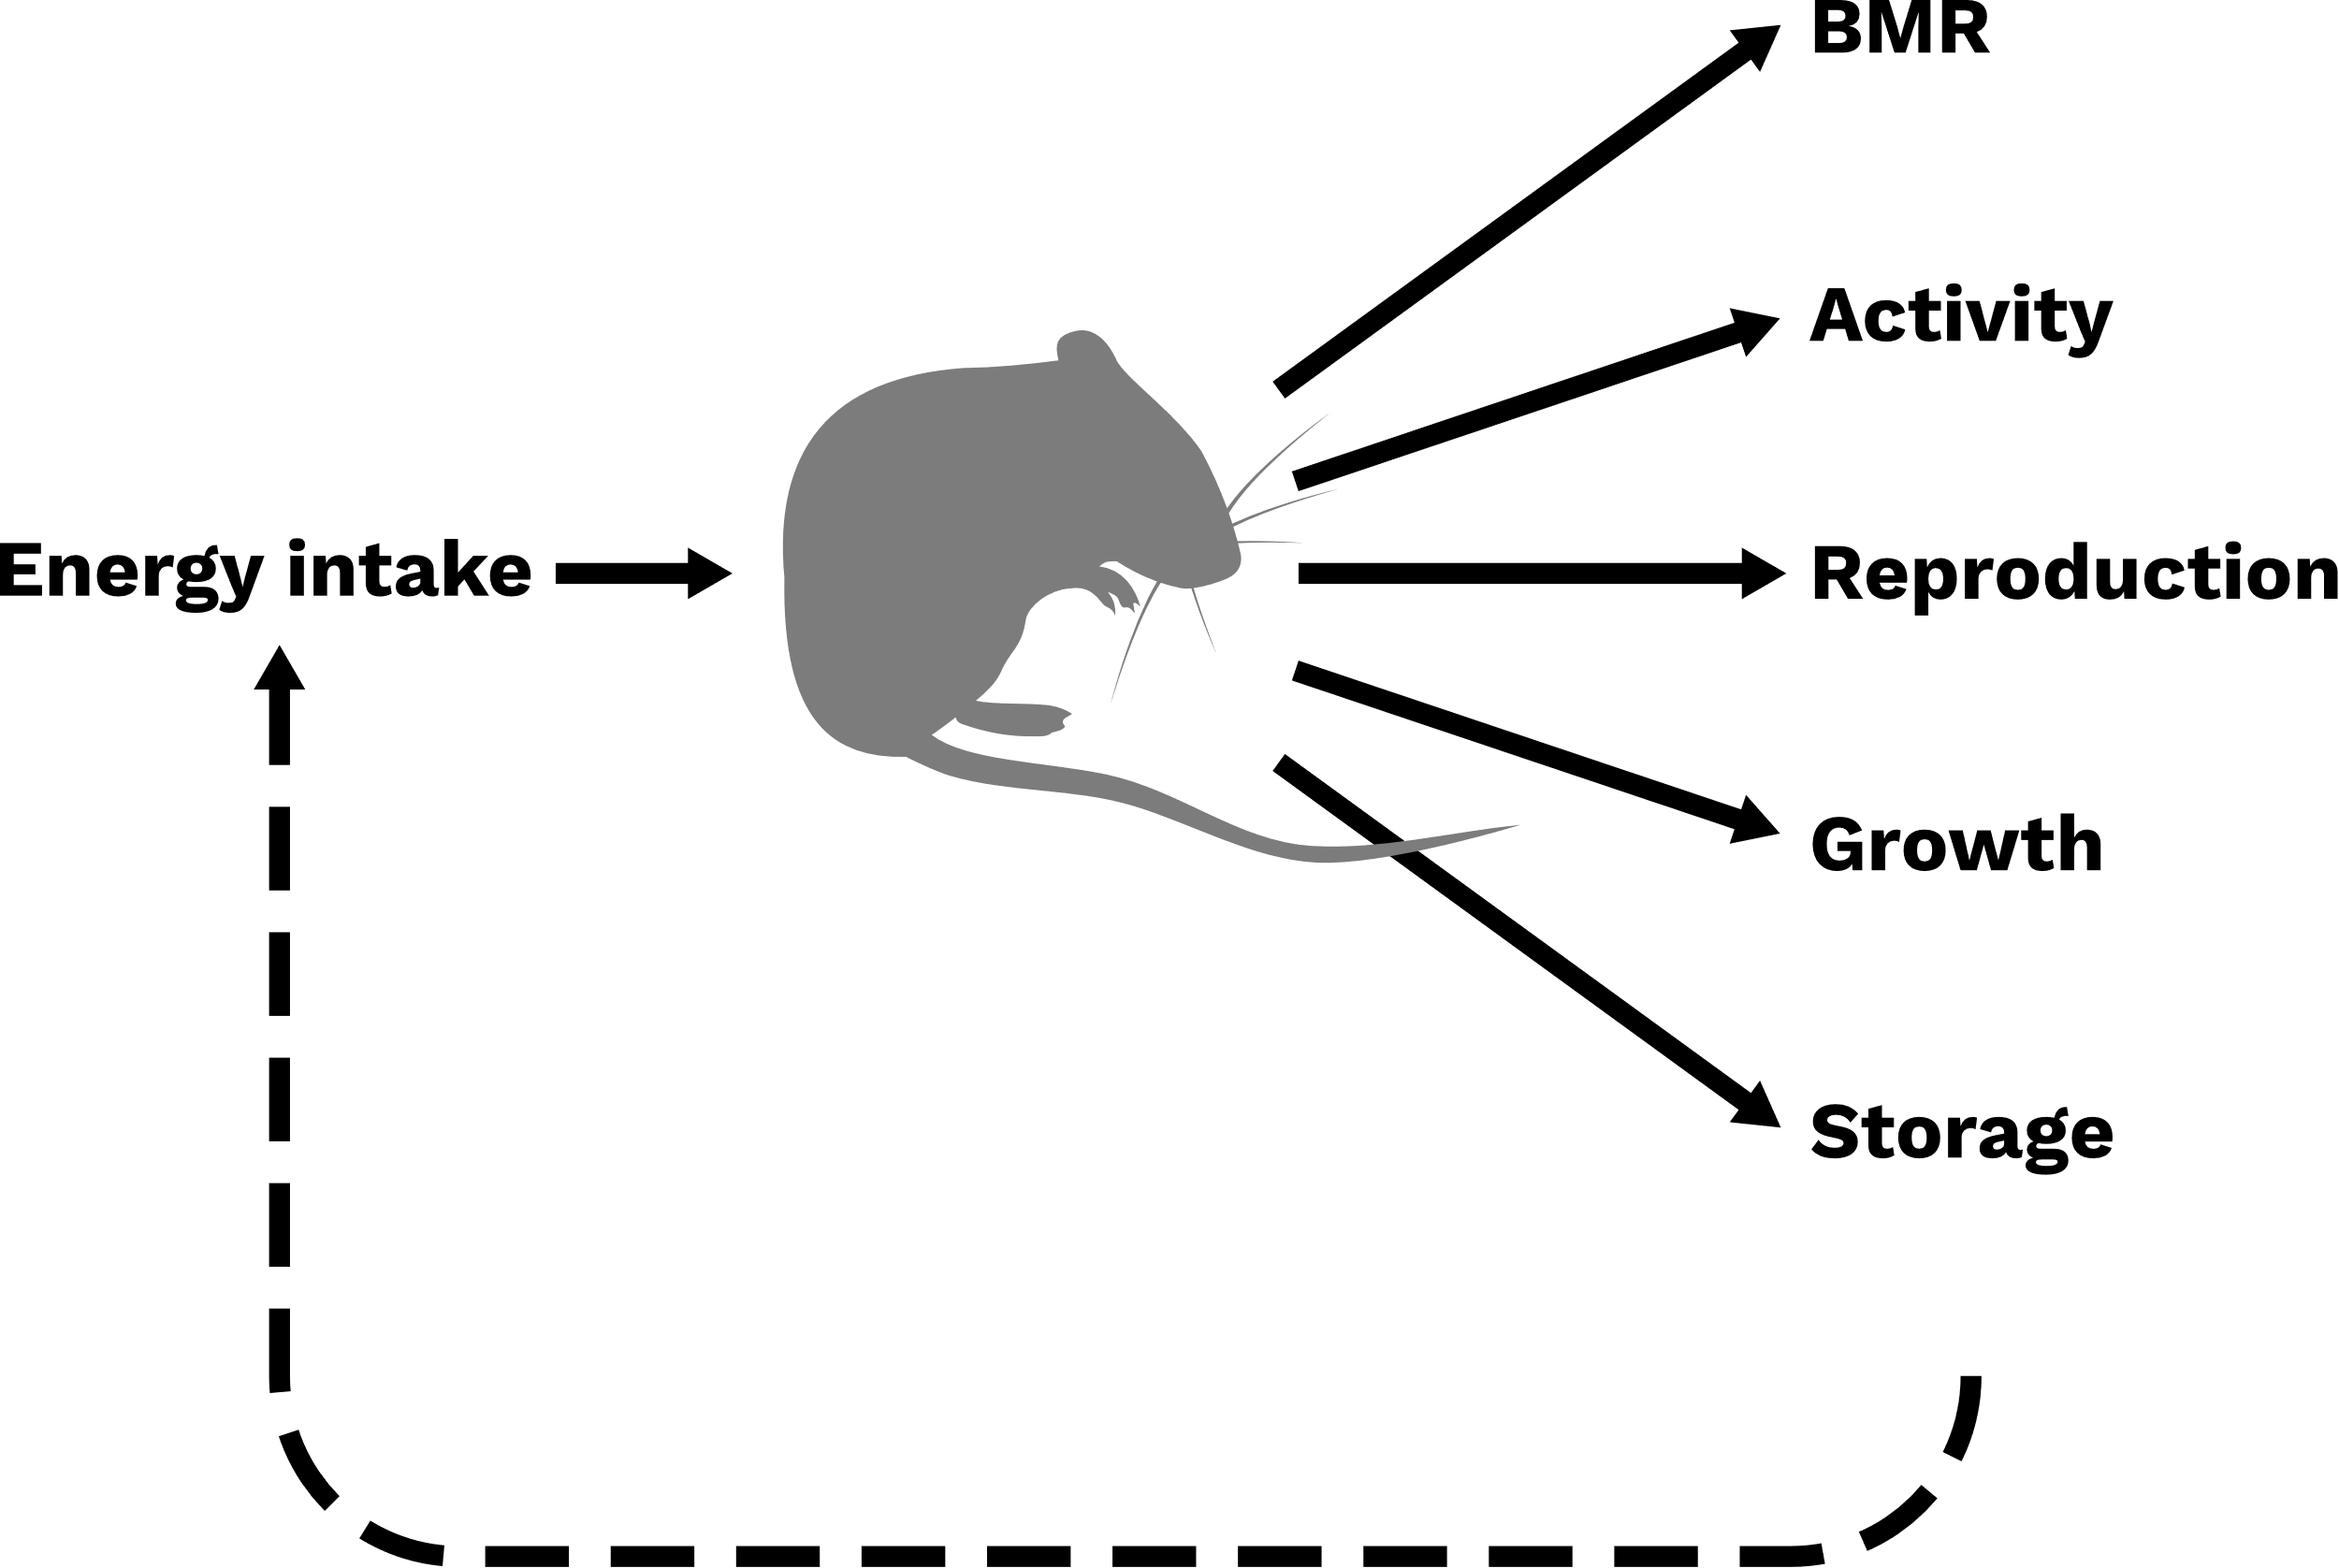 BMR
Activity
Energy intake
Reproduction
Growth
Storage